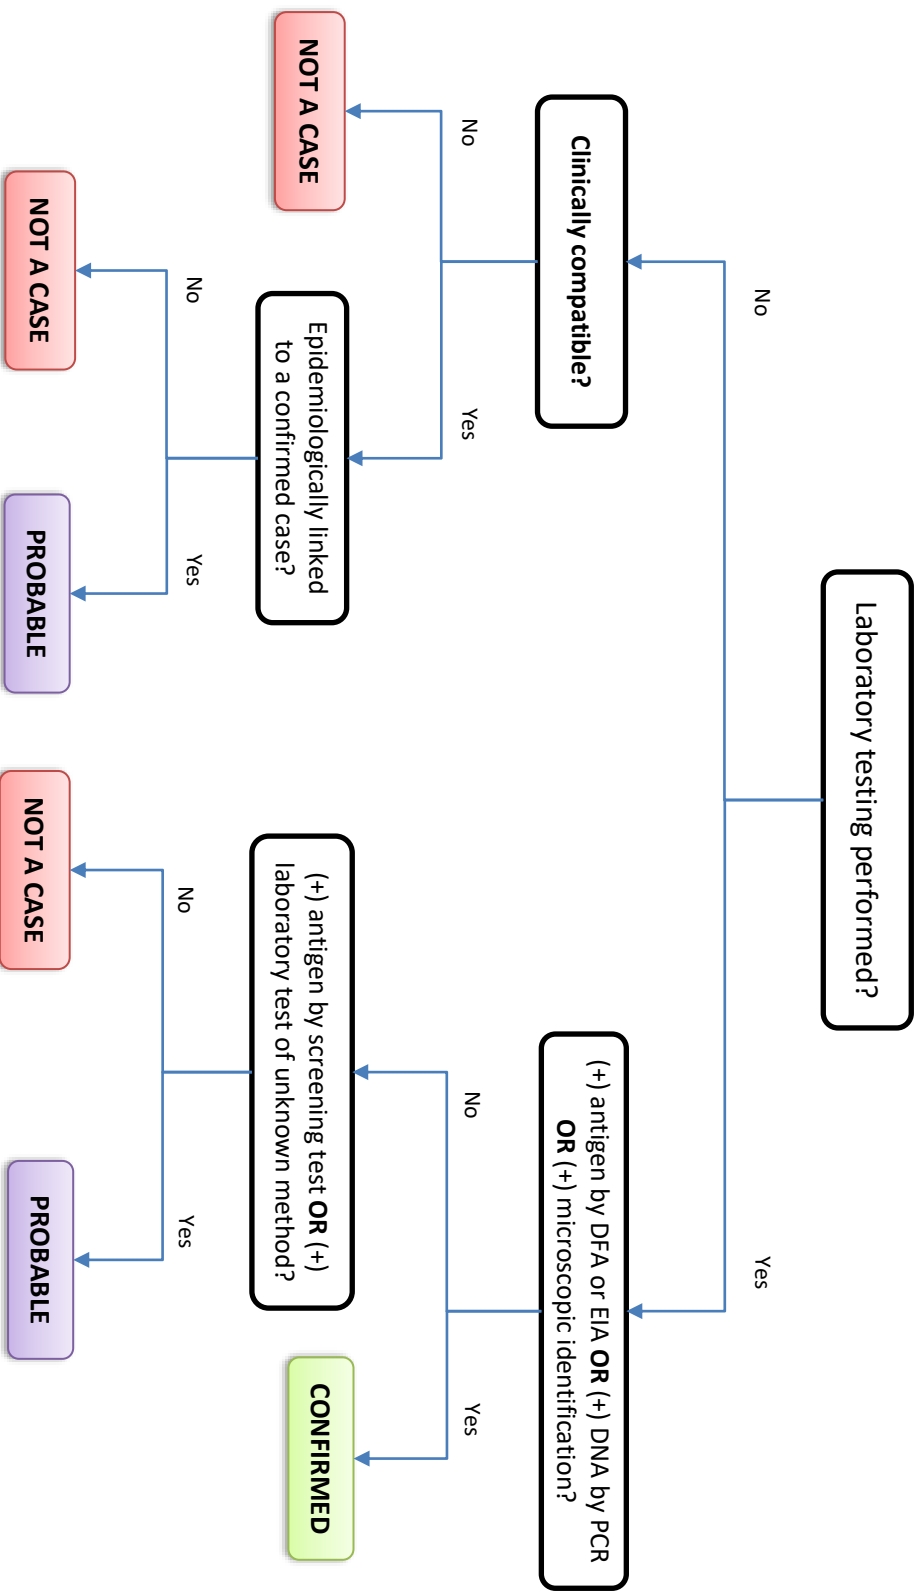 Laboratory testing performed?
No
Yes
Clinically compatible?
(+) antigen by DFA or EIA OR (+) DNA by PCR
OR (+) microscopic identification?
No
Yes
No
Yes
NOT A CASE
Epidemiologically linked
to a confirmed case?
(+) antigen by screening test OR (+)
laboratory test of unknown method?
CONFIRMED
No
Yes
No
Yes
NOT A CASE
PROBABLE
NOT A CASE
PROBABLE